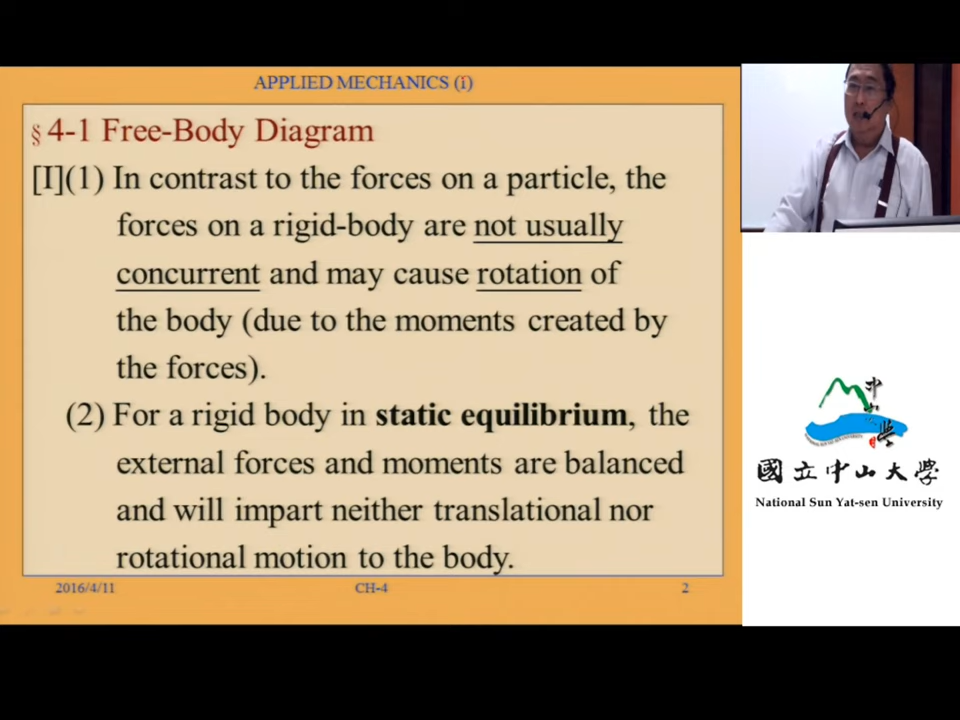 APPLIED MECHANICS (i)
§ 4-1 Free-Body Diagram
[I](1) In contrast to the forces on a particle, the
forces on a rigid-body are not usually
concurrent and may cause rotation of
the body (due to the moments created by
the forces).
(2) For a rigid body in static equilibrium, the
external forces and moments are balanced
and will impart neither translational nor
rotational motion to the body.
2016/4/11
CH-4
2
中山大學
國立中山大學
National Sun Yat-sen University